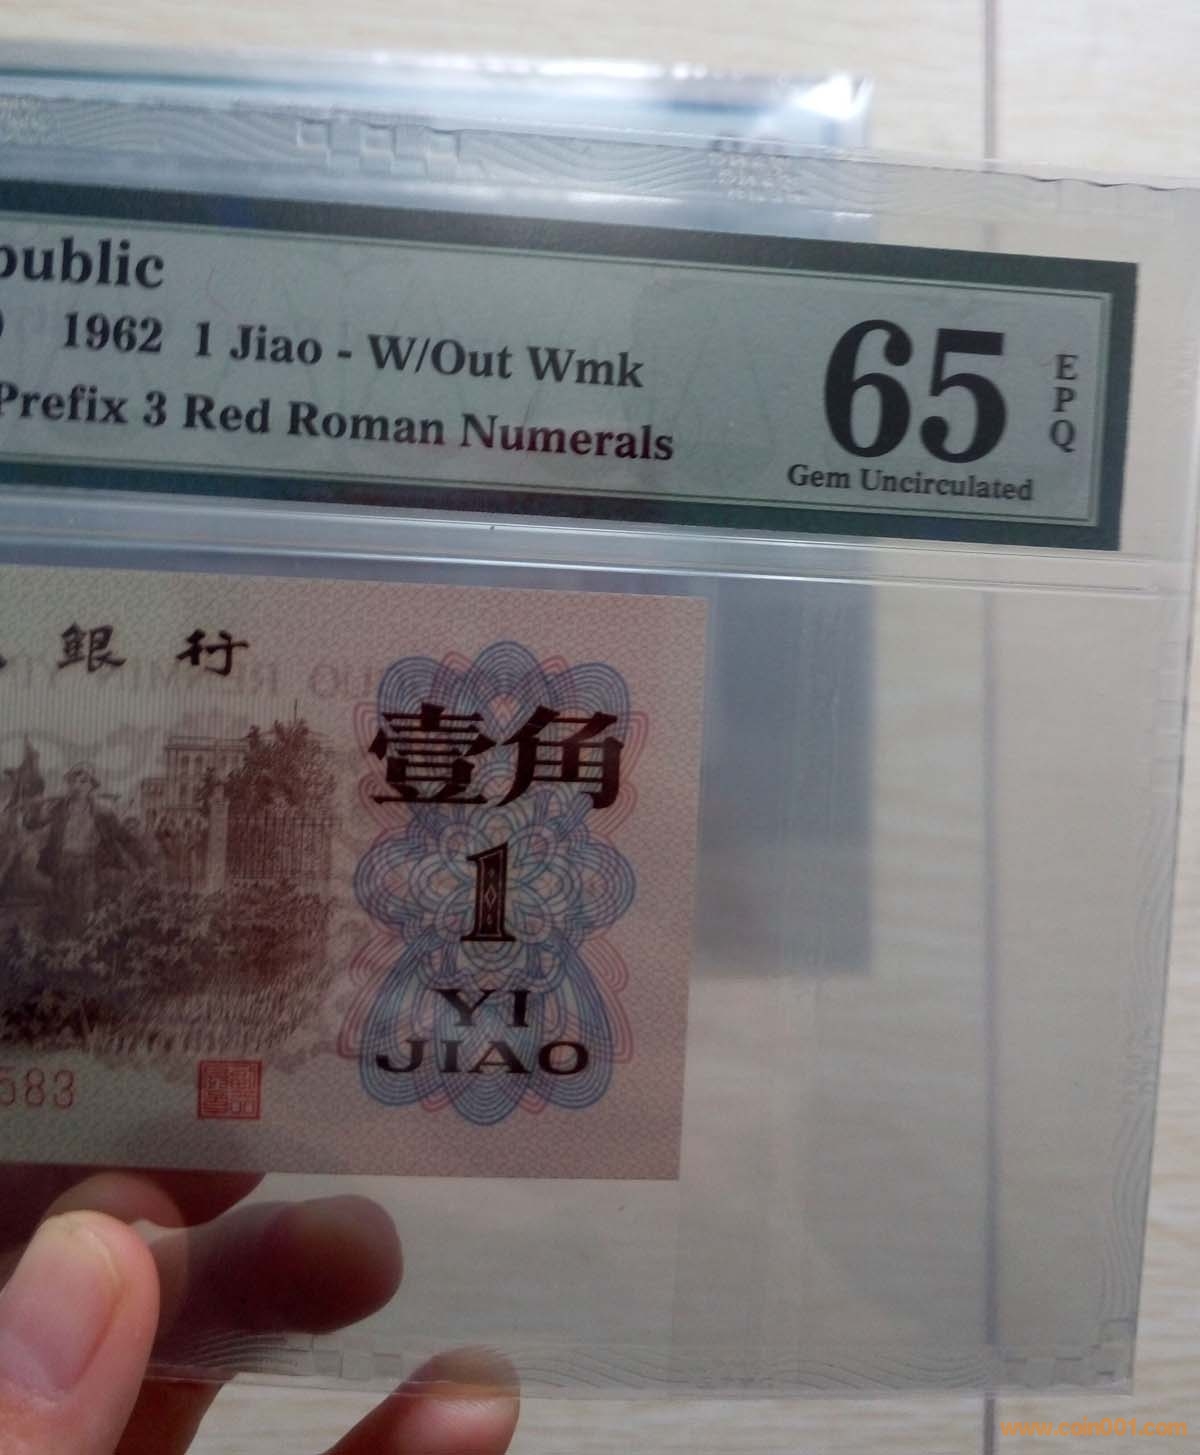 1962 1 Jiao - W/Out Wmk
Prefix 3 Red Roman Numerals
65
EPQ
Gem Uncirculated
銀行
壹角
1
YI
JIAO
583
www.coin001.com